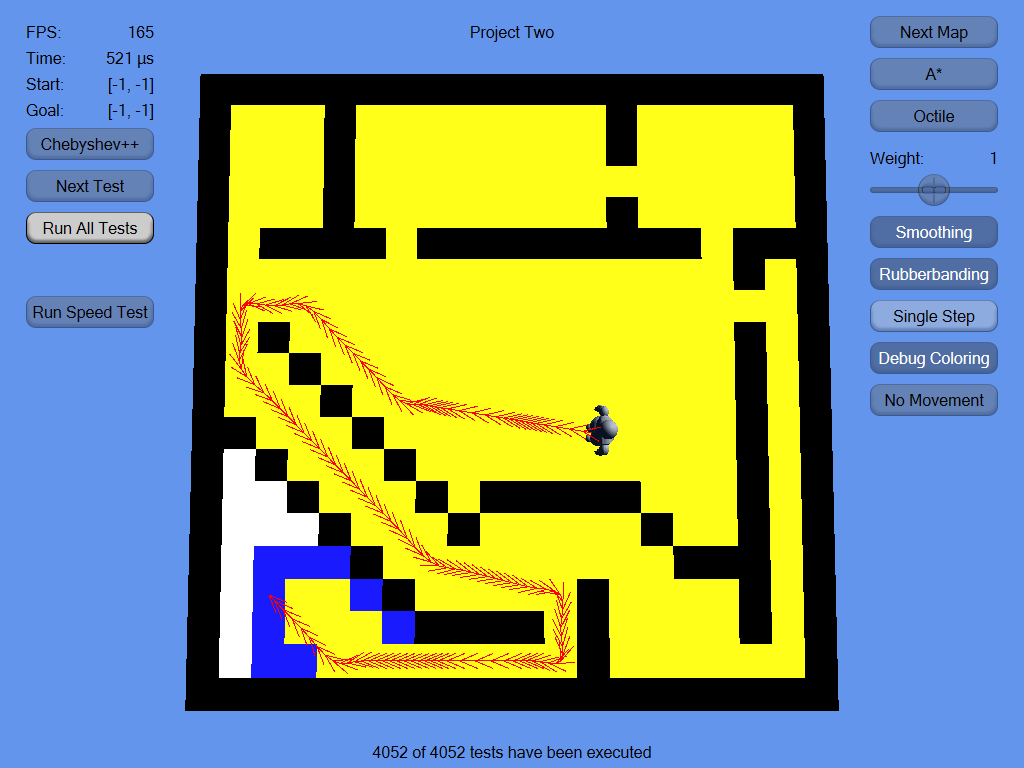 FPS: 165
Time: 521 µs
Start: [-1, -1]
Goal: [-1, -1]
Chebyshev++
Next Test
Run All Tests
Run Speed Test
Project Two
Next Map
A*
Octile
Weight: 1
Smoothing
Rubberbanding
Single Step
Debug Coloring
No Movement
4052 of 4052 tests have been executed